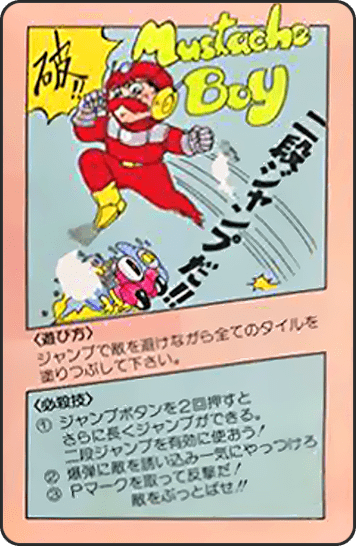 破!!
Mustache
Boy
二段ジャンプだ!!
〈遊び方〉
ジャンプで敵を避けながら全てのタイルを
塗りつぶして下さい。
〈必殺技〉
① ジャンプボタンを2回押すと
さらに長くジャンプができる。
二段ジャンプを有効に使おう!
② 爆弾に敵を誘い込み一気にやっつけろ
③ Pマークを取って反撃だ!
敵をぶっとばせ!!